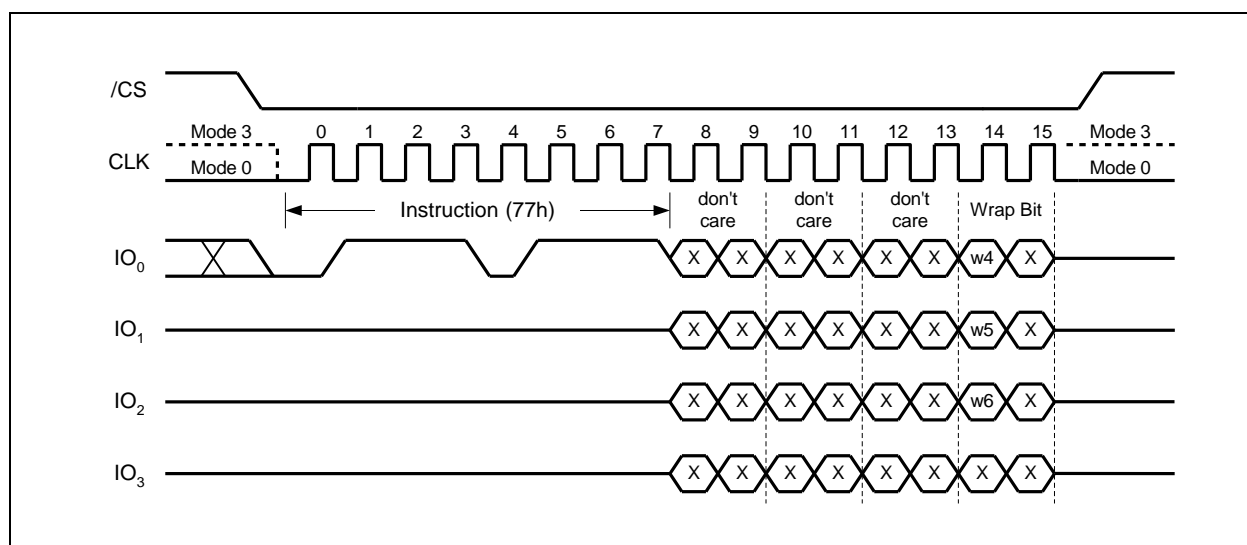 /CS
Mode 3 0 1 2 3 4 5 6 7 8 9 10 11 12 13 14 15 Mode 3
CLK
Mode 0 Mode 0
Instruction (77h) don't care don't care don't care Wrap Bit
IO0 X X X X X X w4 X
IO1 X X X X X X w5 X
IO2 X X X X X X w6 X
IO3 X X X X X X X X